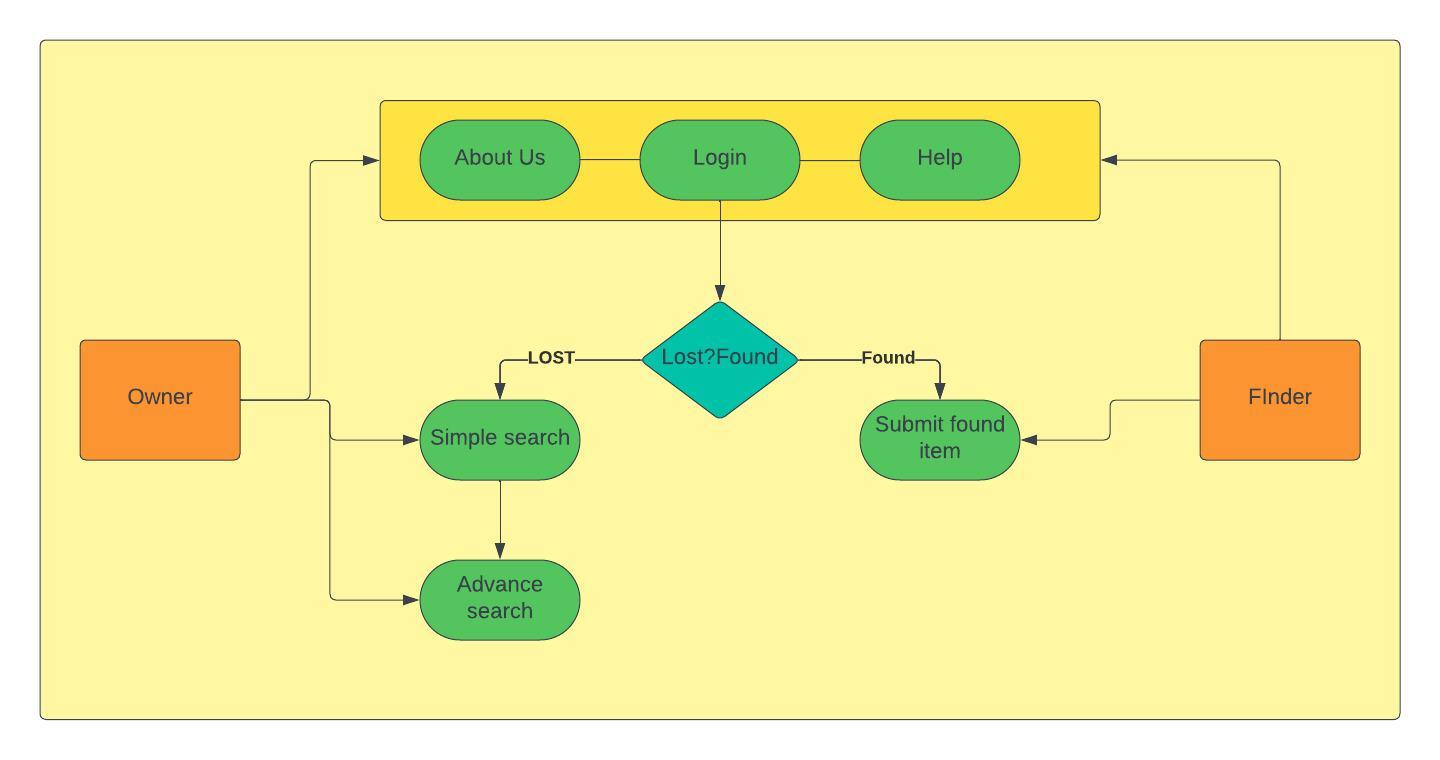 About Us
Login
Help
Lost?Found
LOST
Found
Owner
FInder
Simple search
Submit found
item
Advance
search